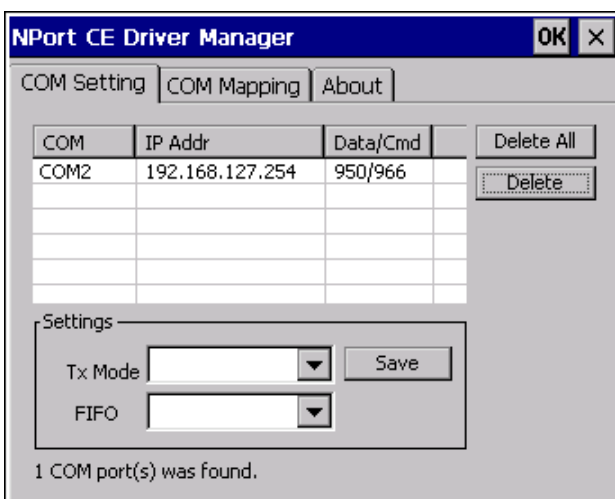 NPort CE Driver Manager OK ×
COM Setting COM Mapping About
COM IP Addr Data/Cmd Delete All
COM2 192.168.127.254 950/966
Delete
Settings
Tx Mode Save
FIFO
1 COM port(s) was found.